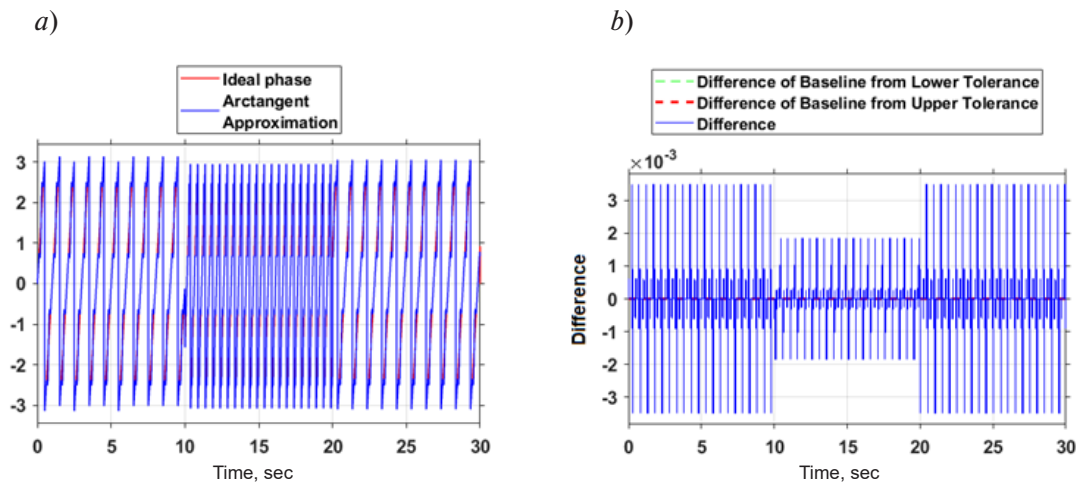 a)
b)
Ideal phase
Arctangent
Approximation
Difference of Baseline from Lower Tolerance
Difference of Baseline from Upper Tolerance
Difference
×10⁻³
3
2
1
0
-1
-2
-3
0
5
10
15
20
25
30
Time, sec
Difference
3
2
1
0
-1
-2
-3
0
5
10
15
20
25
30
Time, sec